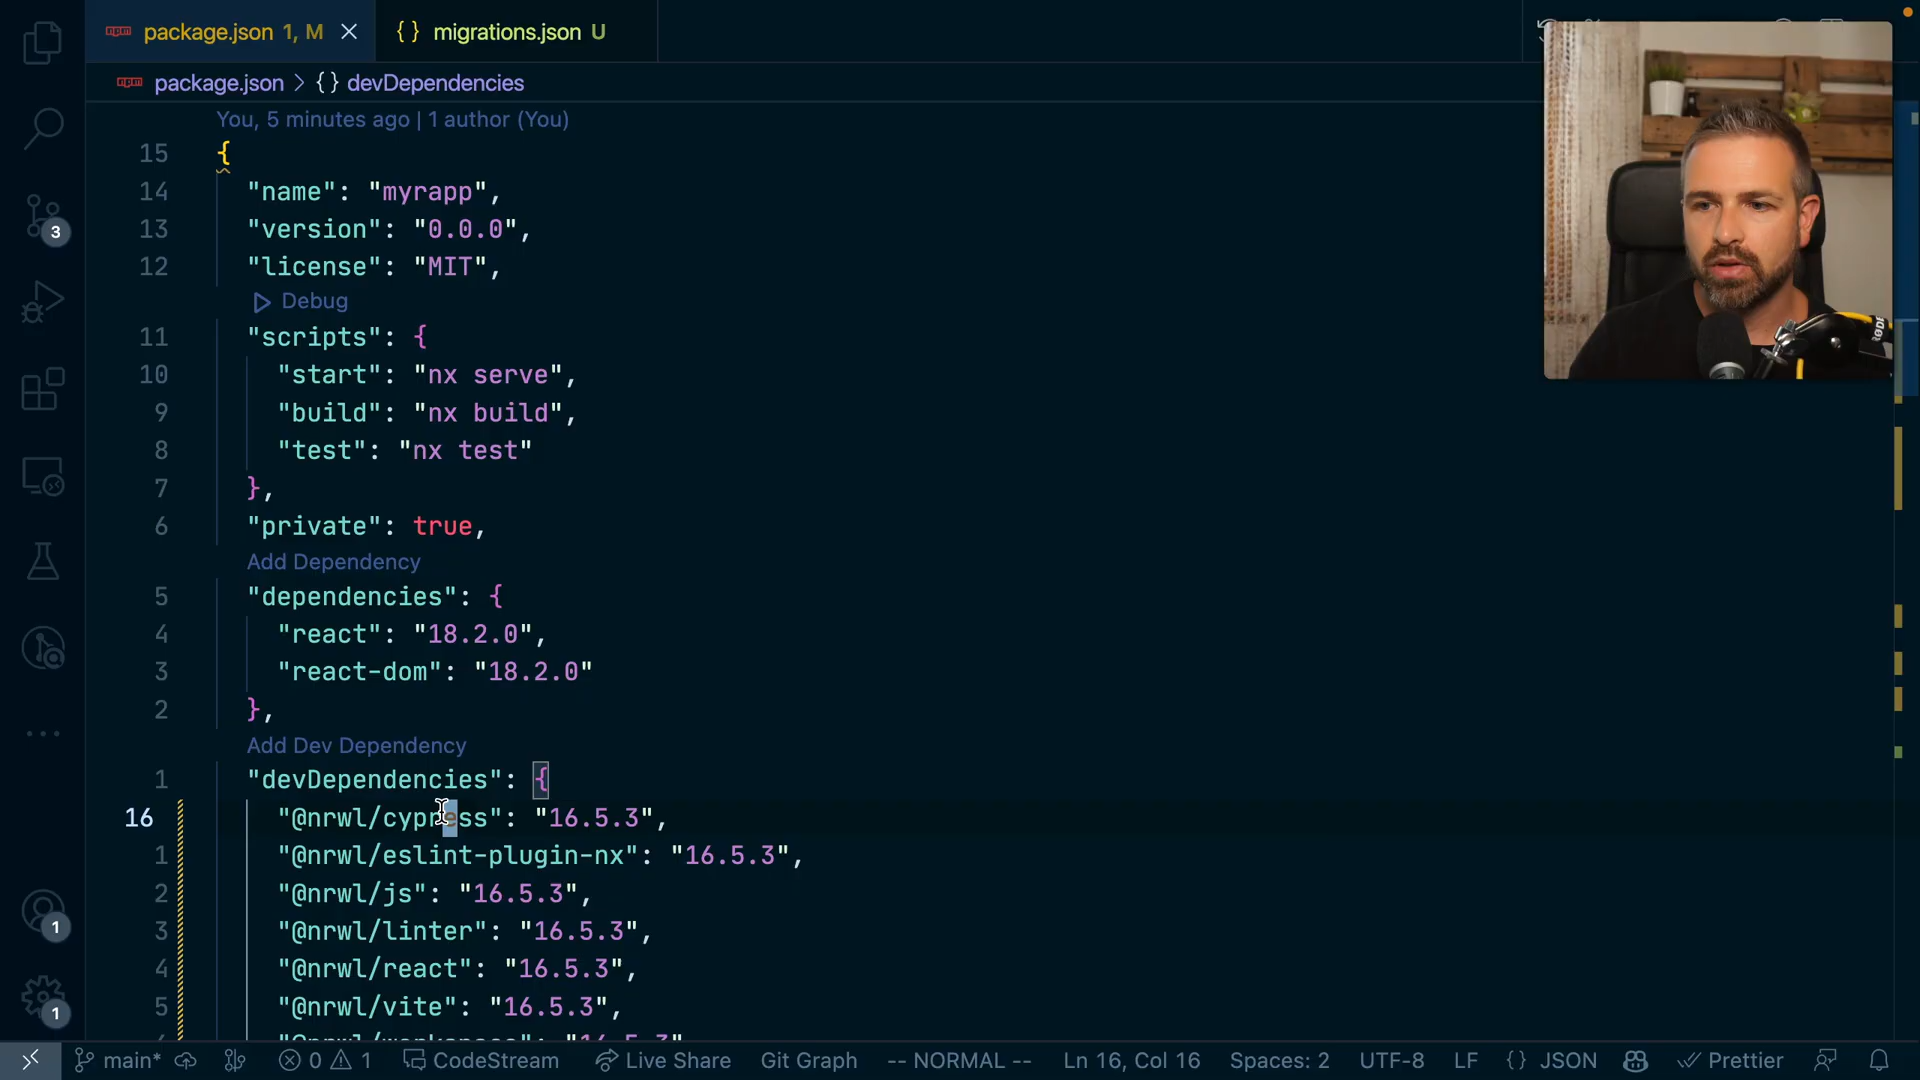 package.json 1, M
{} migrations.json U
package.json > {} devDependencies
You, 5 minutes ago | 1 author (You)
15 {
14 "name": "myrapp",
13 "version": "0.0.0",
12 "license": "MIT",
Debug
11 "scripts": {
10 "start": "nx serve",
9 "build": "nx build",
8 "test": "nx test"
7 },
6 "private": true,
Add Dependency
5 "dependencies": {
4 "react": "18.2.0",
3 "react-dom": "18.2.0"
2 },
Add Dev Dependency
1 "devDependencies": {
16 "@nrwl/cypress": "16.5.3",
1 "@nrwl/eslint-plugin-nx": "16.5.3",
2 "@nrwl/js": "16.5.3",
3 "@nrwl/linter": "16.5.3",
4 "@nrwl/react": "16.5.3",
5 "@nrwl/vite": "16.5.3",
3
1
1
RODE
main* 0 1 CodeStream Live Share Git Graph -- NORMAL -- Ln 16, Col 16 Spaces: 2 UTF-8 LF {} JSON Prettier